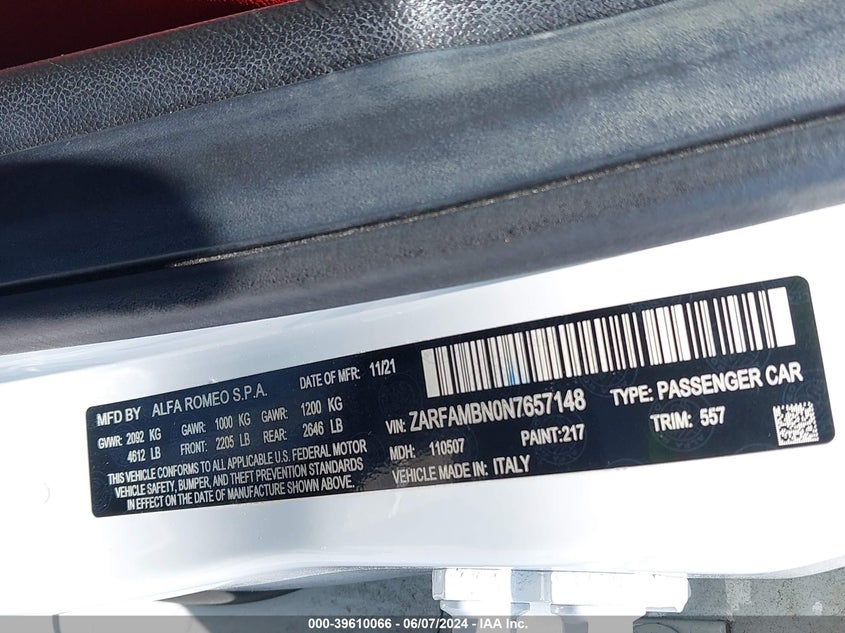 MFD BY ALFA ROMEO S.P.A. DATE OF MFR: 11/21
GVWR: 2092 KG GAWR: 1000 KG GAWR: 1200 KG
4612 LB FRONT: 2205 LB REAR: 2646 LB
THIS VEHICLE CONFORMS TO ALL APPLICABLE U.S. FEDERAL MOTOR
VEHICLE SAFETY, BUMPER, AND THEFT PREVENTION STANDARDS
IN EFFECT ON THE DATE OF MANUFACTURE SHOWN ABOVE.
VIN: ZARFAMBN0N7657148 TYPE: PASSENGER CAR
MDH: 110507 PAINT:217 TRIM: 557
VEHICLE MADE IN: ITALY
000-39610066 - 06/07/2024 - IAA Inc.